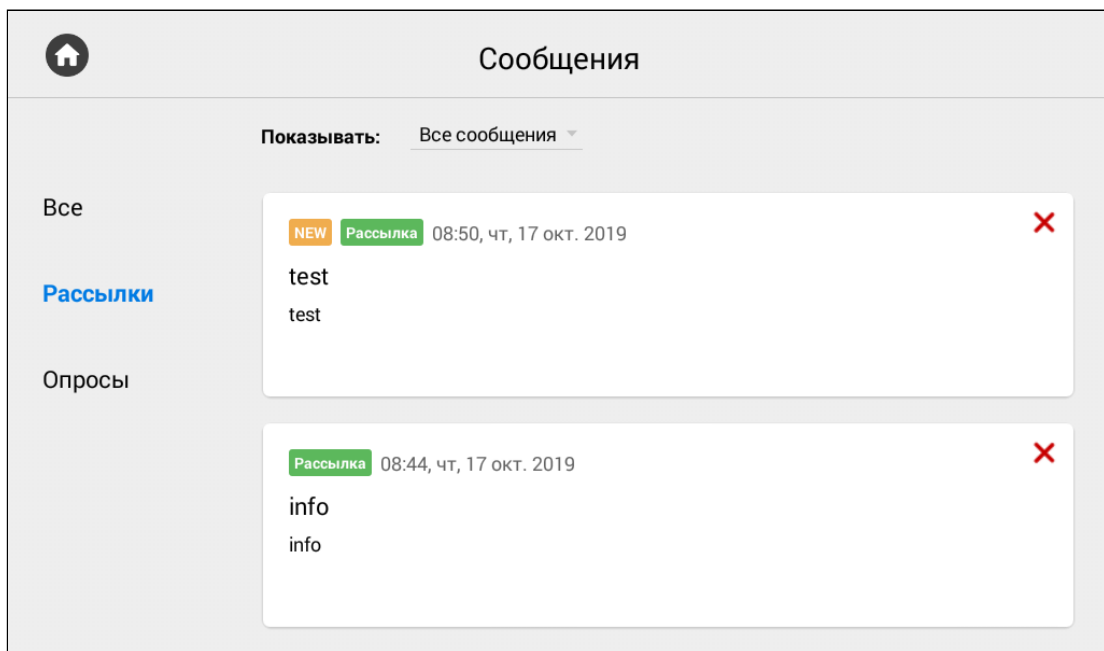 Сообщения
Показывать: Все сообщения
Все
Рассылки
Опросы
NEW Рассылка 08:50, чт, 17 окт. 2019
test
test
Рассылка 08:44, чт, 17 окт. 2019
info
info